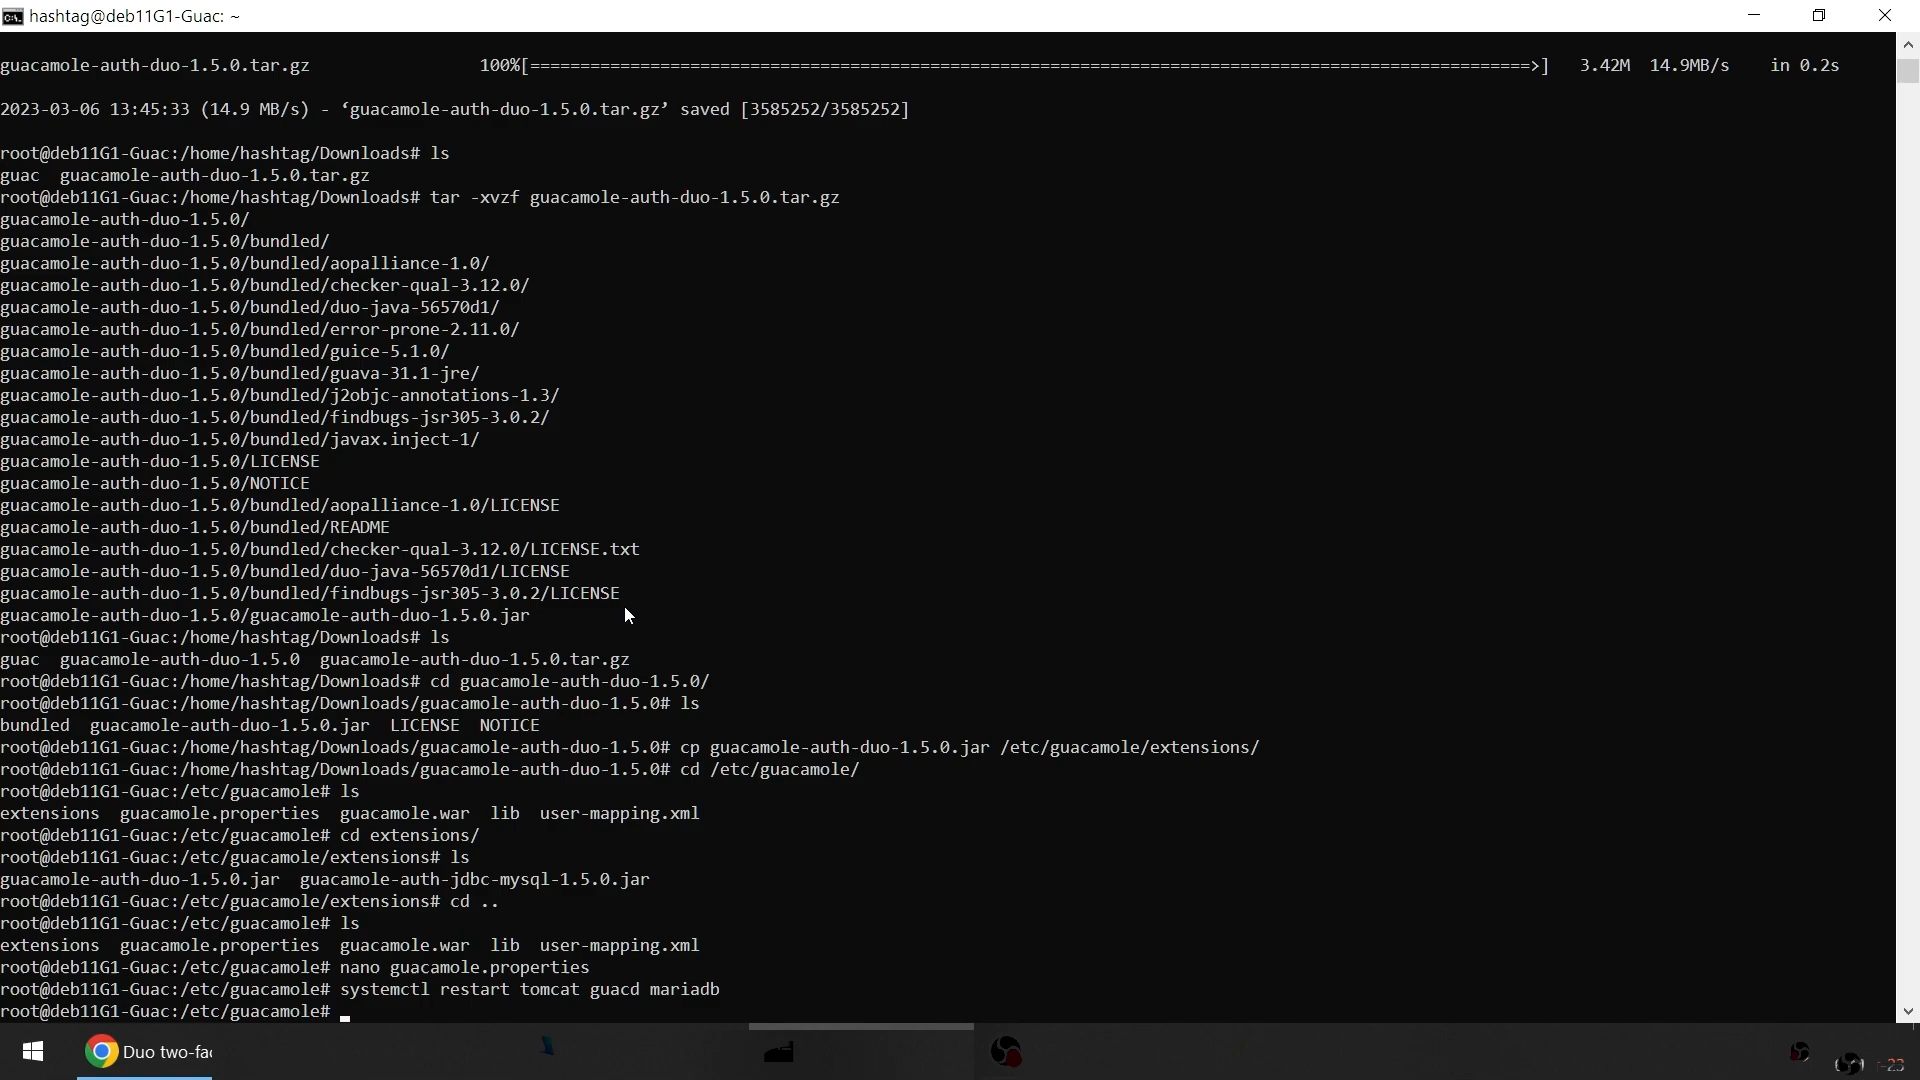 hashtag@deb11G1-Guac: ~
guacamole-auth-duo-1.5.0.tar.gz 100%[====================================================================================================>] 3.42M 14.9MB/s in 0.2s
2023-03-06 13:45:33 (14.9 MB/s) - ‘guacamole-auth-duo-1.5.0.tar.gz’ saved [3585252/3585252]
root@deb11G1-Guac:/home/hashtag/Downloads# ls
guac guacamole-auth-duo-1.5.0.tar.gz
root@deb11G1-Guac:/home/hashtag/Downloads# tar -xvzf guacamole-auth-duo-1.5.0.tar.gz
guacamole-auth-duo-1.5.0/
guacamole-auth-duo-1.5.0/bundled/
guacamole-auth-duo-1.5.0/bundled/aopalliance-1.0/
guacamole-auth-duo-1.5.0/bundled/checker-qual-3.12.0/
guacamole-auth-duo-1.5.0/bundled/duo-java-56570d1/
guacamole-auth-duo-1.5.0/bundled/error-prone-2.11.0/
guacamole-auth-duo-1.5.0/bundled/guice-5.1.0/
guacamole-auth-duo-1.5.0/bundled/guava-31.1-jre/
guacamole-auth-duo-1.5.0/bundled/j2objc-annotations-1.3/
guacamole-auth-duo-1.5.0/bundled/findbugs-jsr305-3.0.2/
guacamole-auth-duo-1.5.0/bundled/javax.inject-1/
guacamole-auth-duo-1.5.0/LICENSE
guacamole-auth-duo-1.5.0/NOTICE
guacamole-auth-duo-1.5.0/bundled/aopalliance-1.0/LICENSE
guacamole-auth-duo-1.5.0/bundled/README
guacamole-auth-duo-1.5.0/bundled/checker-qual-3.12.0/LICENSE.txt
guacamole-auth-duo-1.5.0/bundled/duo-java-56570d1/LICENSE
guacamole-auth-duo-1.5.0/bundled/findbugs-jsr305-3.0.2/LICENSE
guacamole-auth-duo-1.5.0/guacamole-auth-duo-1.5.0.jar
root@deb11G1-Guac:/home/hashtag/Downloads# ls
guac guacamole-auth-duo-1.5.0 guacamole-auth-duo-1.5.0.tar.gz
root@deb11G1-Guac:/home/hashtag/Downloads# cd guacamole-auth-duo-1.5.0/
root@deb11G1-Guac:/home/hashtag/Downloads/guacamole-auth-duo-1.5.0# ls
bundled guacamole-auth-duo-1.5.0.jar LICENSE NOTICE
root@deb11G1-Guac:/home/hashtag/Downloads/guacamole-auth-duo-1.5.0# cp guacamole-auth-duo-1.5.0.jar /etc/guacamole/extensions/
root@deb11G1-Guac:/home/hashtag/Downloads/guacamole-auth-duo-1.5.0# cd /etc/guacamole/
root@deb11G1-Guac:/etc/guacamole# ls
extensions guacamole.properties guacamole.war lib user-mapping.xml
root@deb11G1-Guac:/etc/guacamole# cd extensions/
root@deb11G1-Guac:/etc/guacamole/extensions# ls
guacamole-auth-duo-1.5.0.jar guacamole-auth-jdbc-mysql-1.5.0.jar
root@deb11G1-Guac:/etc/guacamole/extensions# cd ..
root@deb11G1-Guac:/etc/guacamole# ls
extensions guacamole.properties guacamole.war lib user-mapping.xml
root@deb11G1-Guac:/etc/guacamole# nano guacamole.properties
root@deb11G1-Guac:/etc/guacamole# systemctl restart tomcat guacd mariadb
root@deb11G1-Guac:/etc/guacamole#
Duo two-fac